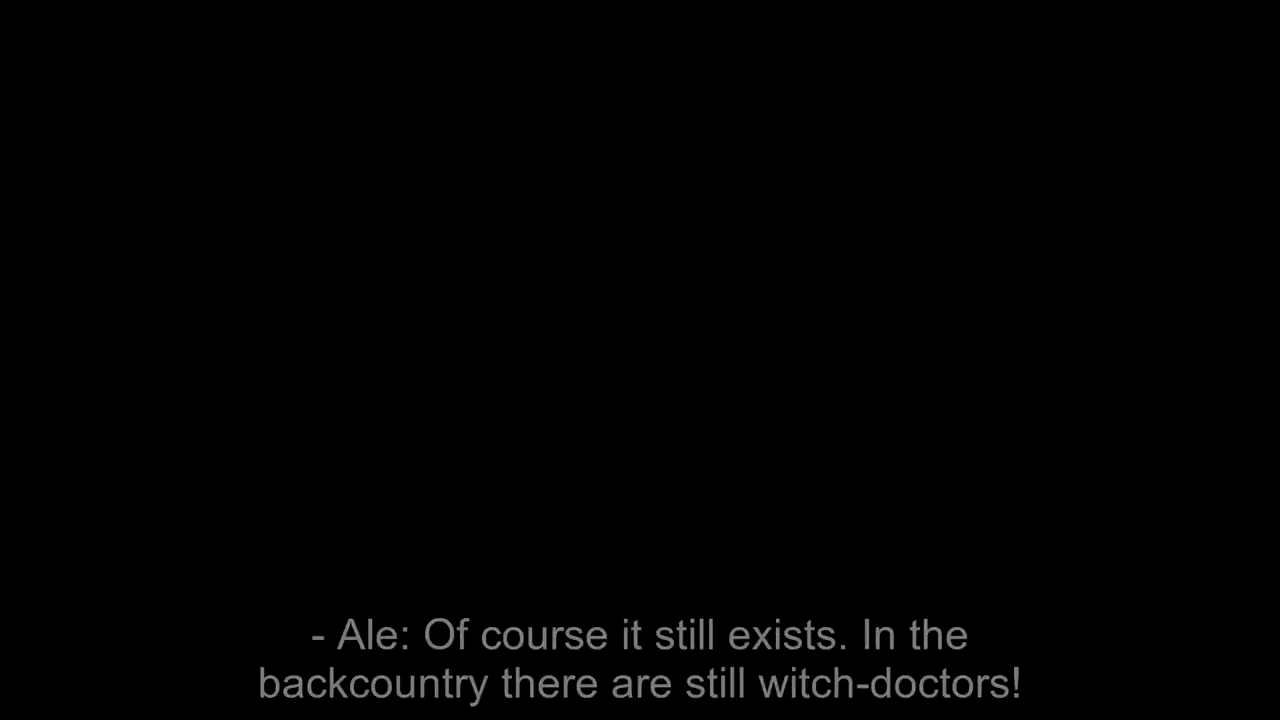 - Ale: Of course it still exists. In the
backcountry there are still witch-doctors!